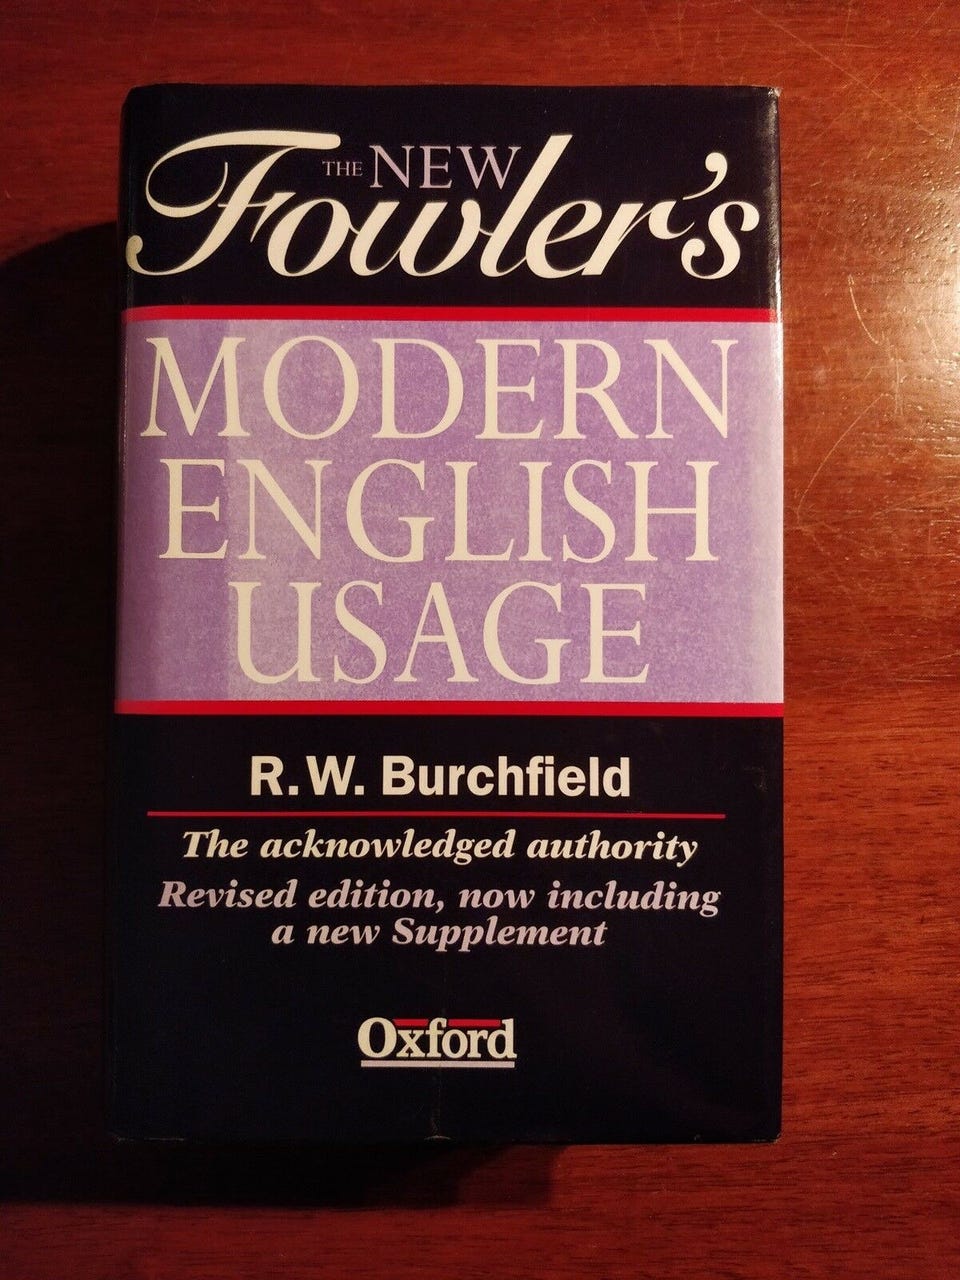 THE NEW
Fowler's
MODERN
ENGLISH
USAGE
R.W. Burchfield
The acknowledged authority
Revised edition, now including
a new Supplement
Oxford